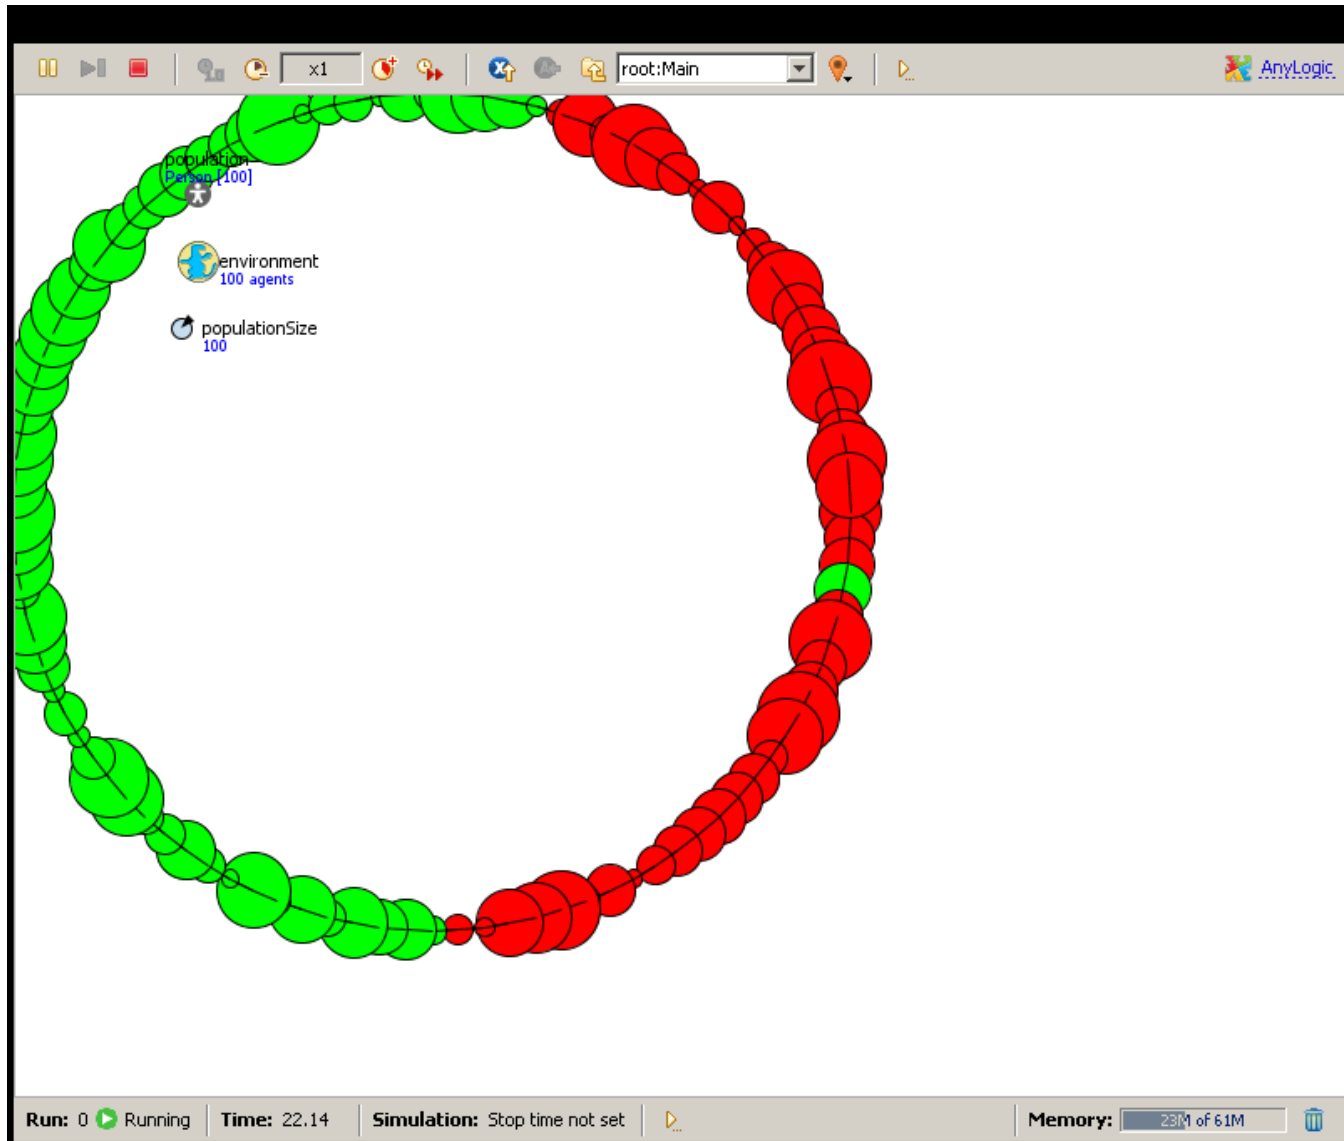 x1
root:Main
AnyLogic
population
Person [100]
environment
100 agents
populationSize
100
Run: 0 Running
Time: 22.14
Simulation: Stop time not set
Memory: 23M of 61M